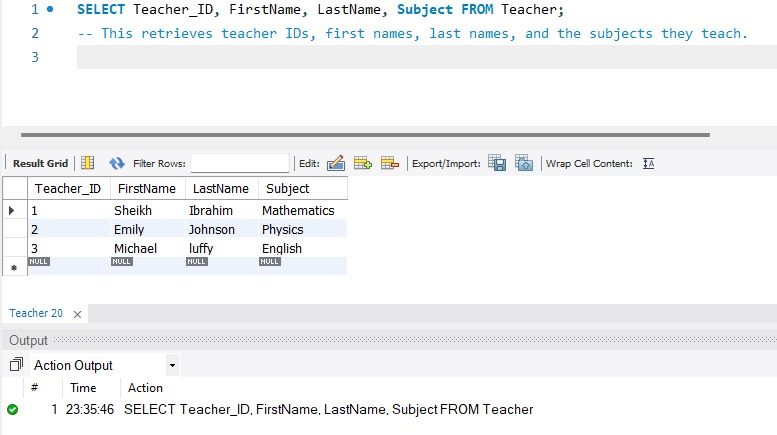 1 SELECT Teacher_ID, FirstName, LastName, Subject FROM Teacher;
2 -- This retrieves teacher IDs, first names, last names, and the subjects they teach.
3
Result Grid Filter Rows: Edit: Export/Import: Wrap Cell Content:
Teacher_ID FirstName LastName Subject
1 Sheikh Ibrahim Mathematics
2 Emily Johnson Physics
3 Michael luffy English
NULL NULL NULL NULL
Teacher 20
Output
Action Output
# Time Action
1 23:35:46 SELECT Teacher_ID, FirstName, LastName, Subject FROM Teacher